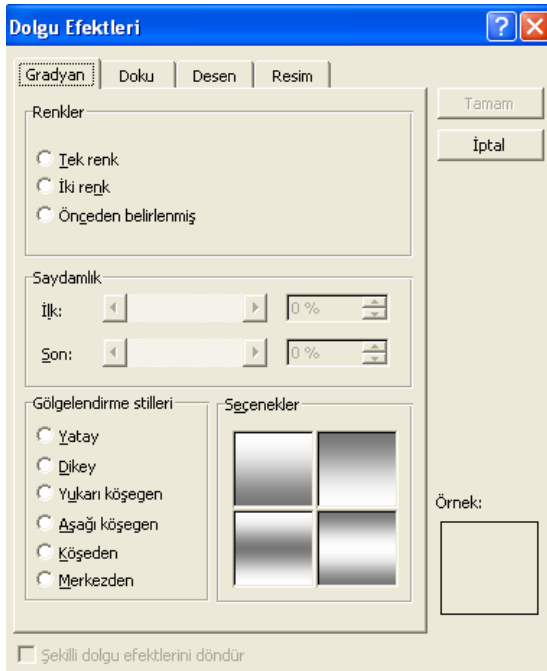 Dolgu Efektleri
Gradyan Doku Desen Resim
Renkler
Tek renk
İki renk
Önceden belirlenmiş
Tamam
İptal
Saydamlık
İlk: 0 %
Son: 0 %
Gölgelendirme stilleri
Yatay
Dikey
Yukarı köşegen
Aşağı köşegen
Köşeden
Merkezden
Seçenekler
Örnek:
Şekilli dolgu efektlerini döndür